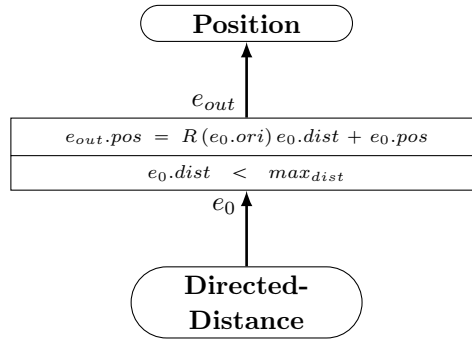 Position
e_out
e_out.pos = R(e_0.ori) e_0.dist + e_0.pos
e_0.dist < max_dist
e_0
Directed-
Distance